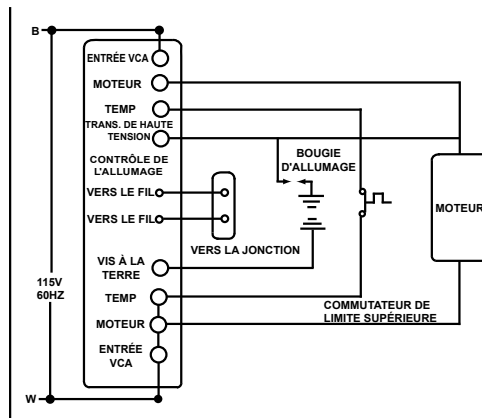 B
ENTRÉE VCA
MOTEUR
TEMP
TRANS. DE HAUTE
TENSION
CONTRÔLE DE
L'ALLUMAGE
VERS LE FIL
VERS LE FIL
VIS À LA
TERRE
TEMP
MOTEUR
ENTRÉE
VCA
115V
60HZ
W
BOUGIE
D'ALLUMAGE
VERS LA JONCTION
MOTEUR
COMMUTATEUR DE
LIMITE SUPÉRIEURE